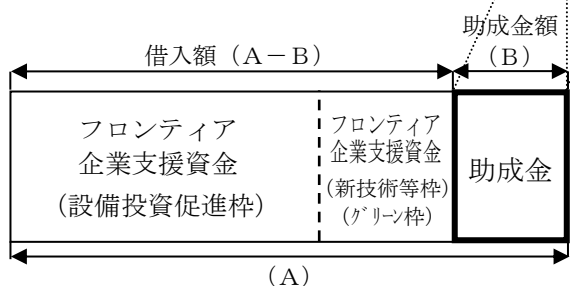 助成金額
(B)
借入額(A-B)
フロンティア
企業支援資金
(設備投資促進枠)
フロンティア
企業支援資金
(新技術等枠)
(グリーン枠)
助成金
(A)